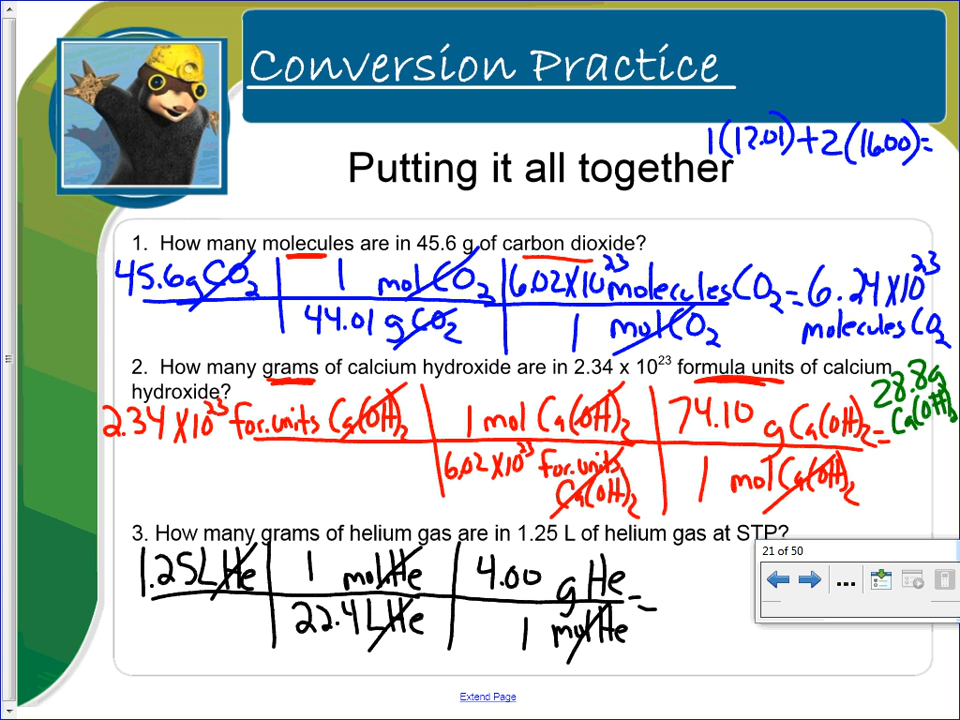 Conversion Practice
1(12.01)+2(16.00)=
Putting it all together
1. How many molecules are in 45.6 g of carbon dioxide?
45.6g CO2 | 1 mol CO2 | 6.02X10^23 molecules CO2 = 6.24X10^23
44.01 g CO2 | 1 mol CO2 molecules CO2
2. How many grams of calcium hydroxide are in 2.34 x 10^23 formula units of calcium
hydroxide?
28.8g
Ca(OH)2
2.34 X10^23 for.units Ca(OH)2 | 1 mol Ca(OH)2 | 74.10 g Ca(OH)2 =
6.02 X10^23 for.units | 1 mol Ca(OH)2
Ca(OH)2
3. How many grams of helium gas are in 1.25 L of helium gas at STP?
1.25 L He | 1 mol He | 4.00 g He =
22.4 L He | 1 mol He
21 of 50
...
Extend Page